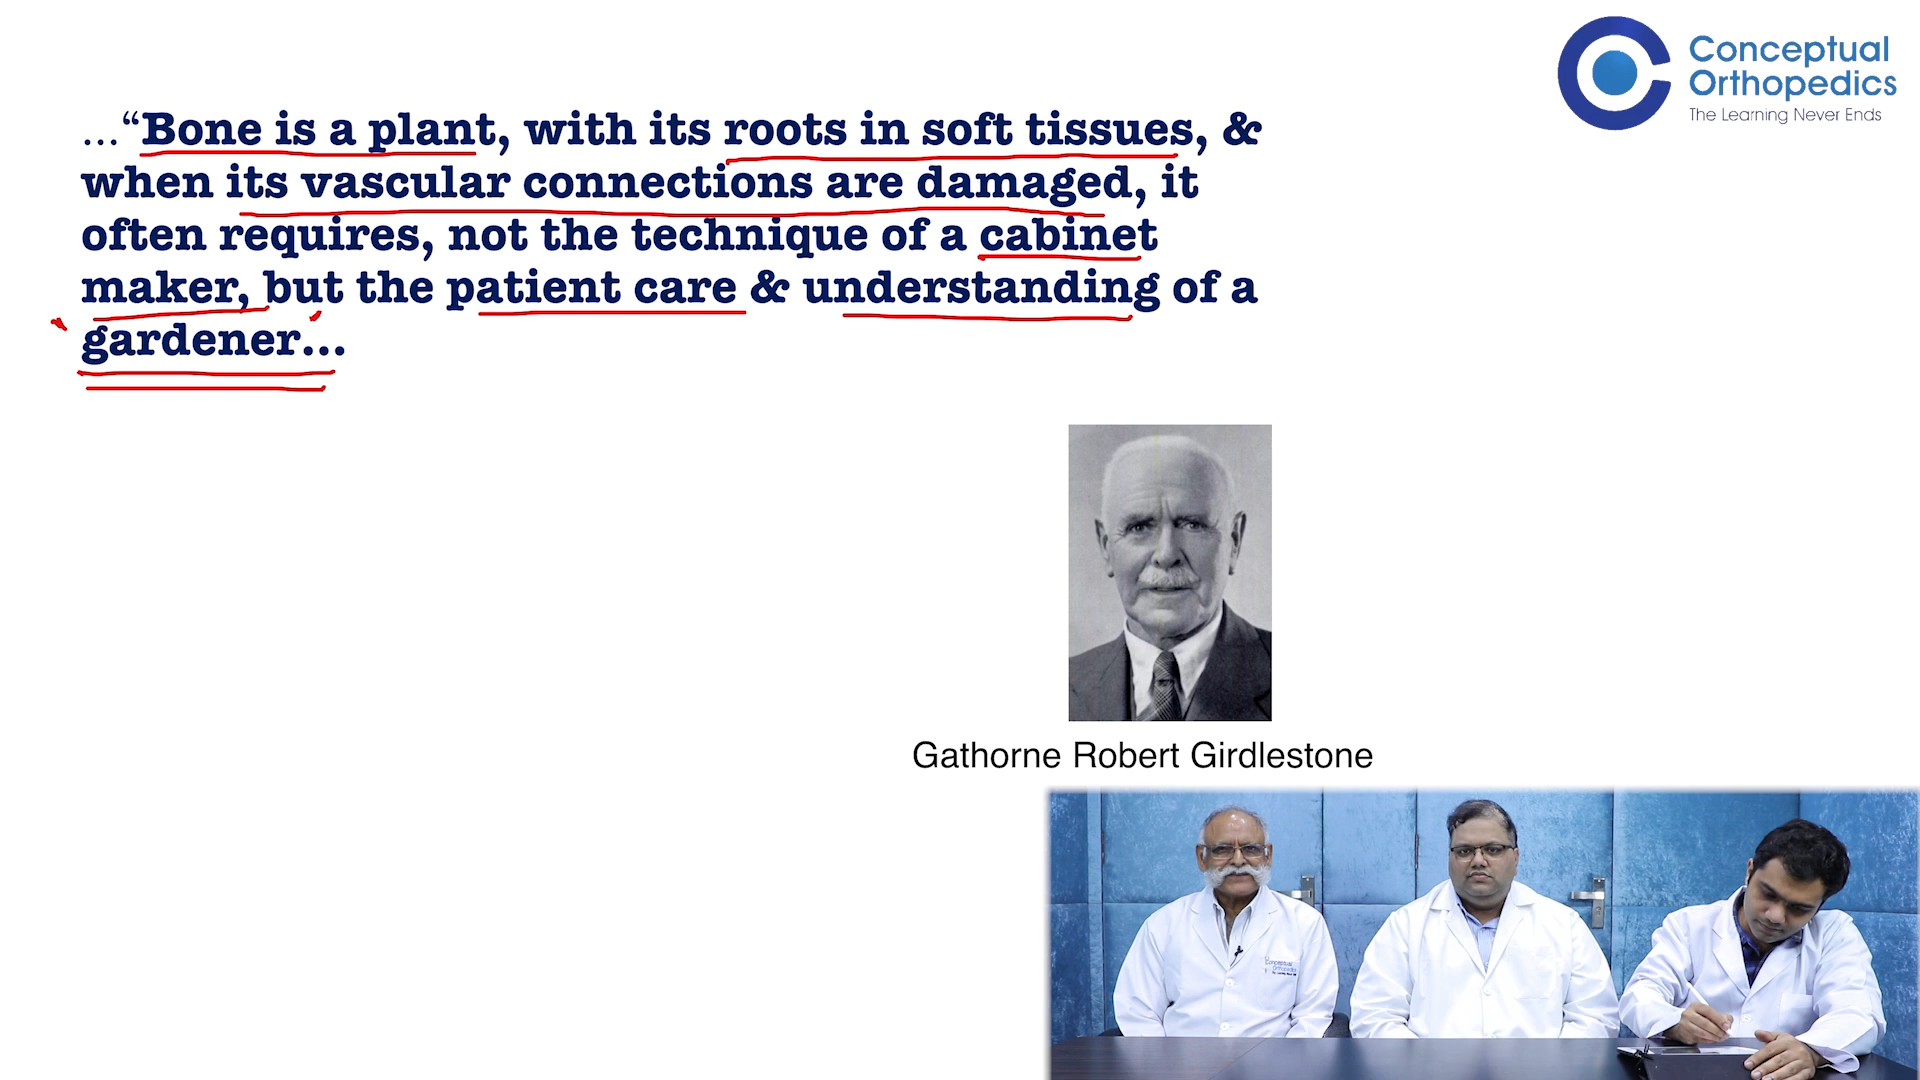 Conceptual
Orthopedics
The Learning Never Ends
...“Bone is a plant, with its roots in soft tissues, &
when its vascular connections are damaged, it
often requires, not the technique of a cabinet
maker, but the patient care & understanding of a
gardener...
Gathorne Robert Girdlestone
Conceptual
Orthopedics